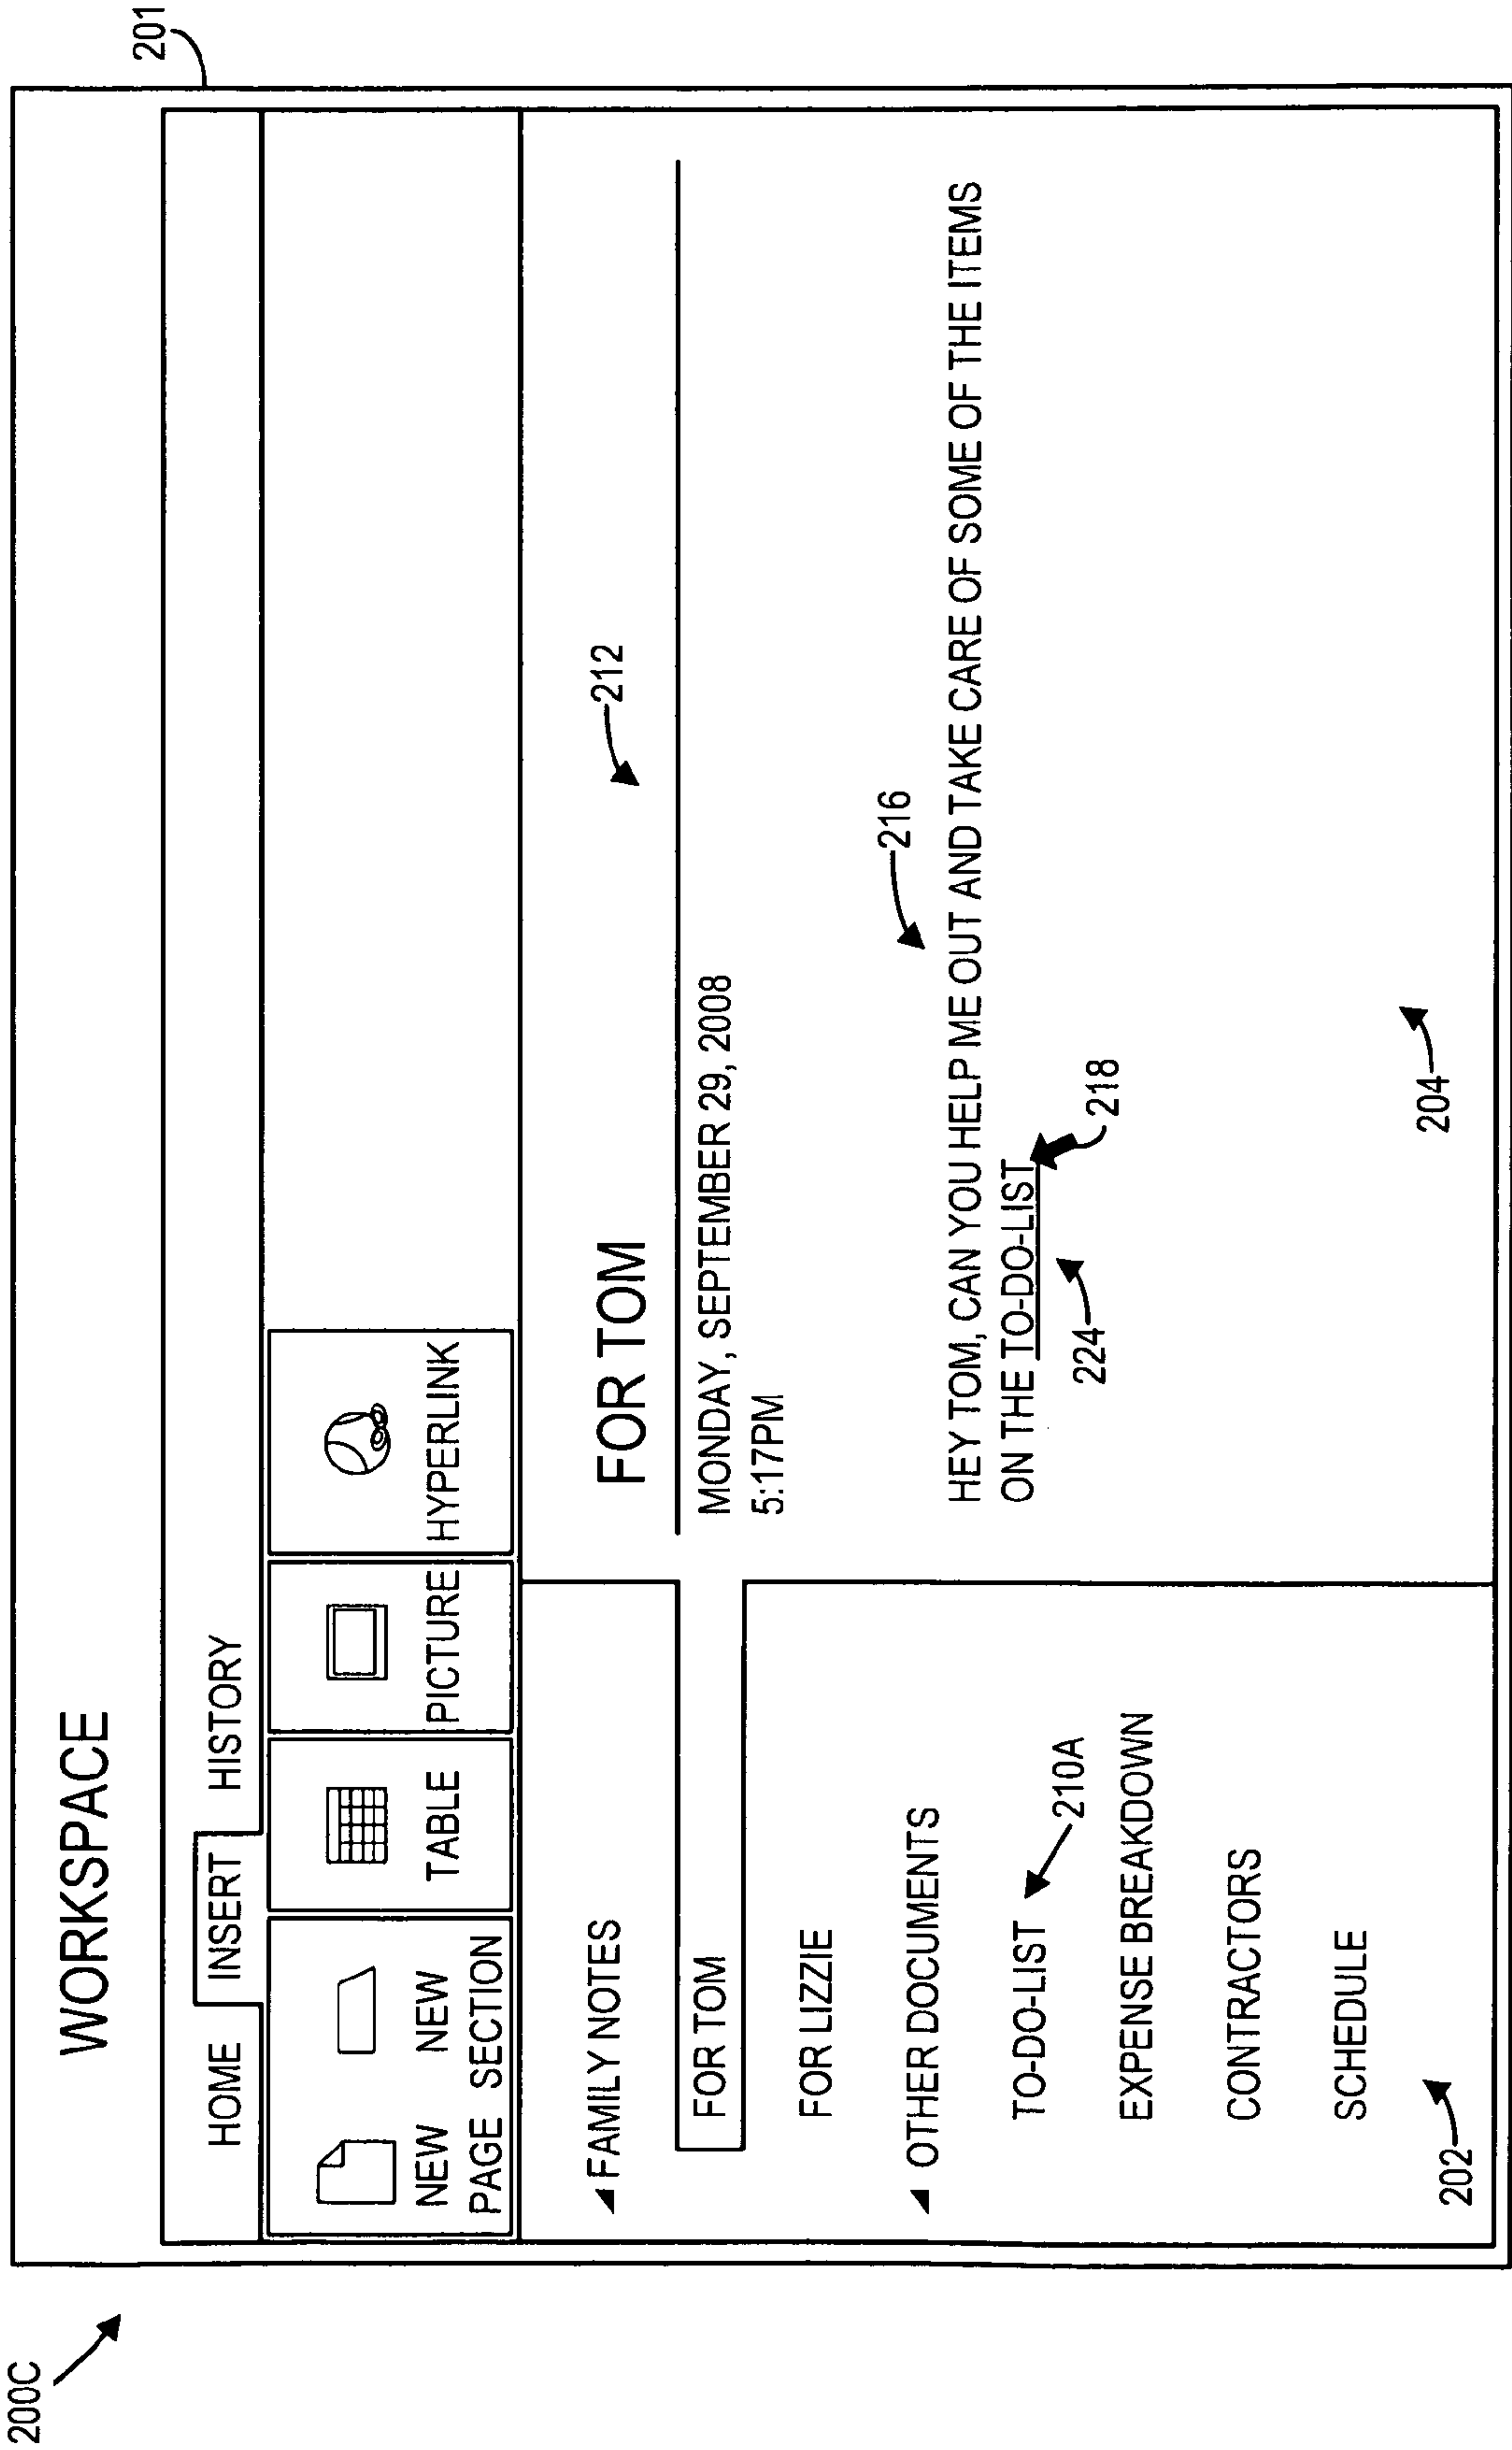 200C
201
WORKSPACE
HOME INSERT HISTORY
NEW PAGE
NEW SECTION
TABLE
PICTURE
HYPERLINK
FAMILY NOTES
FOR TOM
FOR LIZZIE
OTHER DOCUMENTS
TO-DO-LIST
210A
EXPENSE BREAKDOWN
CONTRACTORS
SCHEDULE
202
FOR TOM
212
MONDAY, SEPTEMBER 29, 2008
5:17PM
216
HEY TOM, CAN YOU HELP ME OUT AND TAKE CARE OF SOME OF THE ITEMS
ON THE TO-DO-LIST
218
224
204